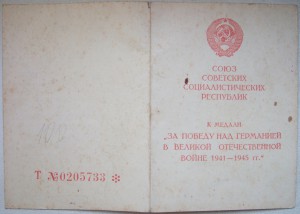 СОЮЗ
СОВЕТСКИХ
СОЦИАЛИСТИЧЕСКИХ
РЕСПУБЛИК
К МЕДАЛИ
„ЗА ПОБЕДУ НАД ГЕРМАНИЕЙ
В ВЕЛИКОЙ ОТЕЧЕСТВЕННОЙ
ВОЙНЕ 1941—1945 гг.“
Т №0205733 *